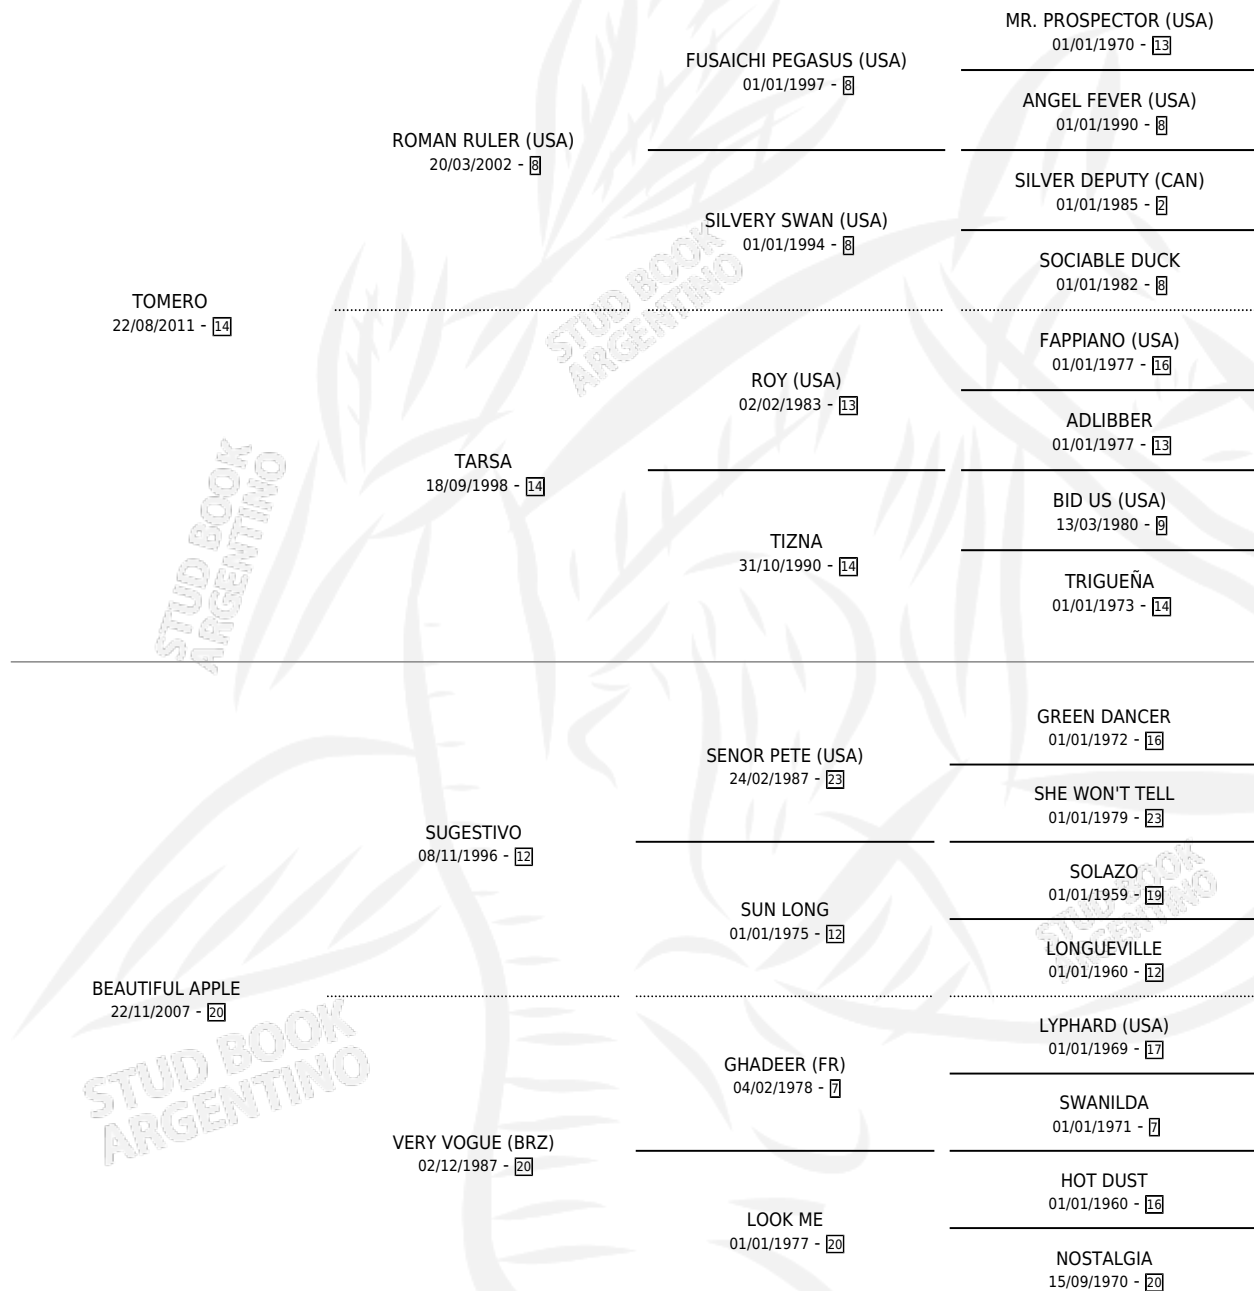 MR. PROSPECTOR (USA)
01/01/1970 - 13
FUSAICHI PEGASUS (USA)
01/01/1997 - 8
ANGEL FEVER (USA)
01/01/1990 - 8
ROMAN RULER (USA)
20/03/2002 - 8
SILVER DEPUTY (CAN)
01/01/1985 - 2
SILVERY SWAN (USA)
01/01/1994 - 8
SOCIABLE DUCK
01/01/1982 - 8
TOMERO
22/08/2011 - 14
FAPPIANO (USA)
01/01/1977 - 16
ROY (USA)
02/02/1983 - 13
ADLIBBER
01/01/1977 - 13
TARSA
18/09/1998 - 14
BID US (USA)
13/03/1980 - 9
TIZNA
31/10/1990 - 14
TRIGUEÑA
01/01/1973 - 14
GREEN DANCER
01/01/1972 - 16
SENOR PETE (USA)
24/02/1987 - 23
SHE WON'T TELL
01/01/1979 - 23
SUGESTIVO
08/11/1996 - 12
SOLAZO
01/01/1959 - 19
SUN LONG
01/01/1975 - 12
LONGUEVILLE
01/01/1960 - 12
BEAUTIFUL APPLE
22/11/2007 - 20
LYPHARD (USA)
01/01/1969 - 17
GHADEER (FR)
04/02/1978 - 7
SWANILDA
01/01/1971 - 7
VERY VOGUE (BRZ)
02/12/1987 - 20
HOT DUST
01/01/1960 - 16
LOOK ME
01/01/1977 - 20
NOSTALGIA
15/09/1970 - 20
STUD BOOK
ARGENTINO
STUD BOOK
ARGENTINO
STUD BOOK
ARGENTINO
STUD BOOK
ARGENTINO